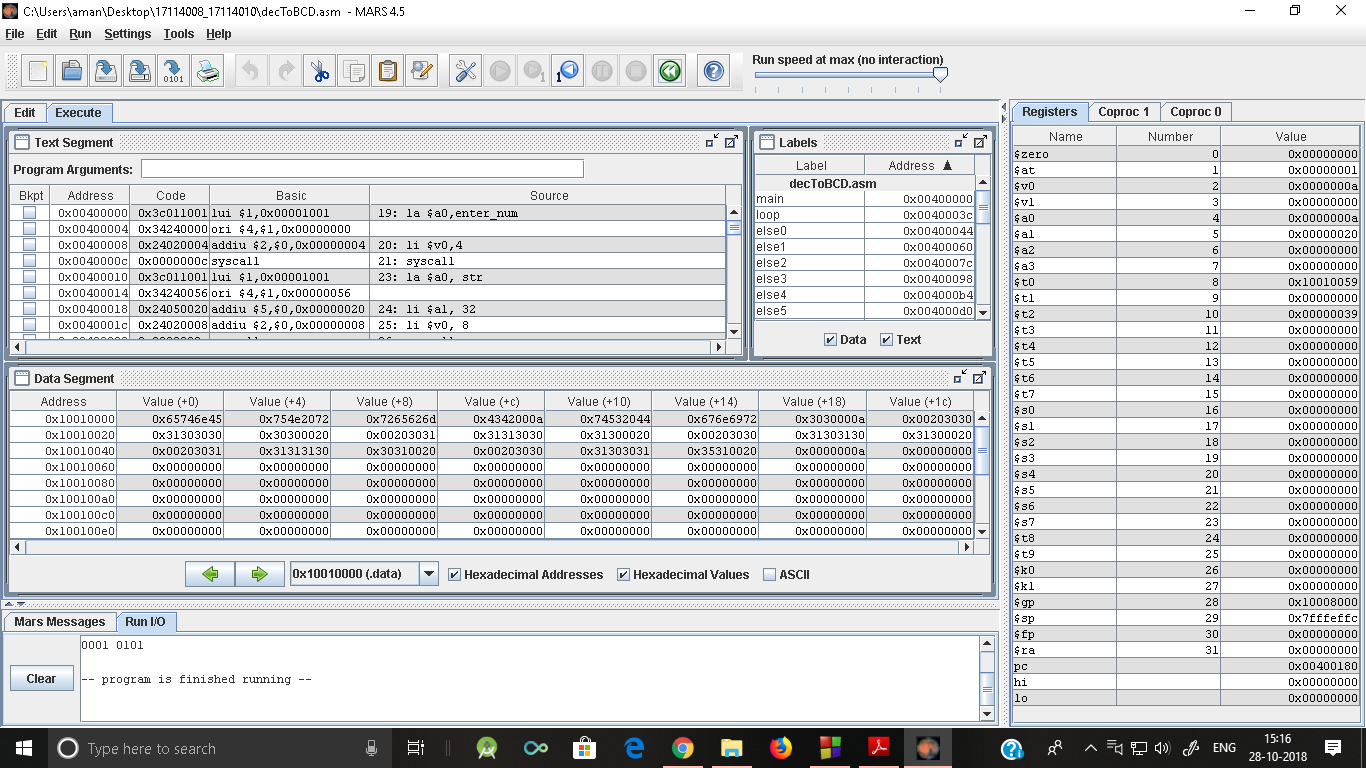 C:\Users\aman\Desktop\17114008_17114010\decToBCD.asm - MARS 4.5
File Edit Run Settings Tools Help
Run speed at max (no interaction)
Edit Execute
Text Segment
Program Arguments:
Bkpt Address Code Basic Source
0x00400000 0x3c011001 lui $1,0x00001001 19: la $a0,enter_num
0x00400004 0x34240000 ori $4,$1,0x00000000
0x00400008 0x24020004 addiu $2,$0,0x00000004 20: li $v0,4
0x0040000c 0x0000000c syscall 21: syscall
0x00400010 0x3c011001 lui $1,0x00001001 23: la $a0, str
0x00400014 0x34240056 ori $4,$1,0x00000056
0x00400018 0x24050020 addiu $5,$0,0x00000020 24: li $a1, 32
0x0040001c 0x24020008 addiu $2,$0,0x00000008 25: li $v0, 8
Labels
Label Address ▲
decToBCD.asm
main 0x00400000
loop 0x0040003c
else0 0x00400044
else1 0x00400060
else2 0x0040007c
else3 0x00400098
else4 0x004000b4
else5 0x004000d0
Data Text
Data Segment
Address Value (+0) Value (+4) Value (+8) Value (+c) Value (+10) Value (+14) Value (+18) Value (+1c)
0x10010000 0x65746e45 0x754e2072 0x7265626d 0x4342000a 0x74532044 0x676e6972 0x3030000a 0x00203030
0x10010020 0x31303030 0x30300020 0x00203031 0x31313030 0x31300020 0x00203030 0x31303130 0x31300020
0x10010040 0x00203031 0x31313130 0x30310020 0x00203030 0x31303031 0x35310020 0x0000000a 0x00000000
0x10010060 0x00000000 0x00000000 0x00000000 0x00000000 0x00000000 0x00000000 0x00000000 0x00000000
0x10010080 0x00000000 0x00000000 0x00000000 0x00000000 0x00000000 0x00000000 0x00000000 0x00000000
0x100100a0 0x00000000 0x00000000 0x00000000 0x00000000 0x00000000 0x00000000 0x00000000 0x00000000
0x100100c0 0x00000000 0x00000000 0x00000000 0x00000000 0x00000000 0x00000000 0x00000000 0x00000000
0x100100e0 0x00000000 0x00000000 0x00000000 0x00000000 0x00000000 0x00000000 0x00000000 0x00000000
0x10010000 (.data) Hexadecimal Addresses Hexadecimal Values ASCII
Mars Messages Run I/O
Clear
0001 0101
-- program is finished running --
Registers Coproc 1 Coproc 0
Name Number Value
$zero 0 0x00000000
$at 1 0x00000001
$v0 2 0x0000000a
$v1 3 0x00000000
$a0 4 0x0000000a
$a1 5 0x00000020
$a2 6 0x00000000
$a3 7 0x00000000
$t0 8 0x10010059
$t1 9 0x00000000
$t2 10 0x00000039
$t3 11 0x00000000
$t4 12 0x00000000
$t5 13 0x00000000
$t6 14 0x00000000
$t7 15 0x00000000
$s0 16 0x00000000
$s1 17 0x00000000
$s2 18 0x00000000
$s3 19 0x00000000
$s4 20 0x00000000
$s5 21 0x00000000
$s6 22 0x00000000
$s7 23 0x00000000
$t8 24 0x00000000
$t9 25 0x00000000
$k0 26 0x00000000
$k1 27 0x00000000
$gp 28 0x10008000
$sp 29 0x7fffeffc
$fp 30 0x00000000
$ra 31 0x00000000
pc 0x00400180
hi 0x00000000
lo 0x00000000
Type here to search
ENG
15:16
28-10-2018